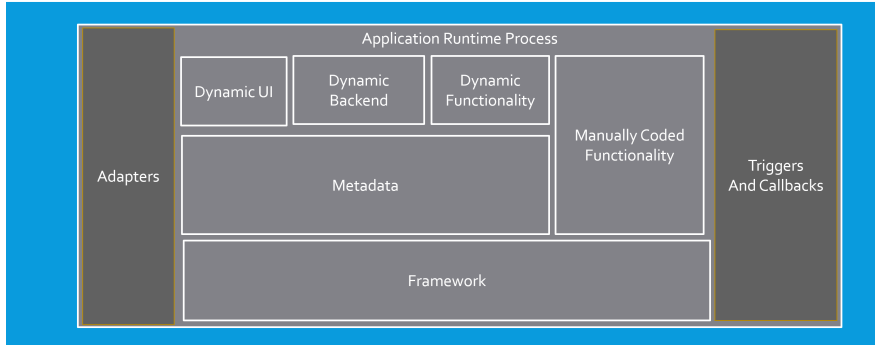 Application Runtime Process
Dynamic UI
Dynamic
Backend
Dynamic
Functionality
Manually Coded
Functionality
Adapters
Metadata
Triggers
And Callbacks
Framework